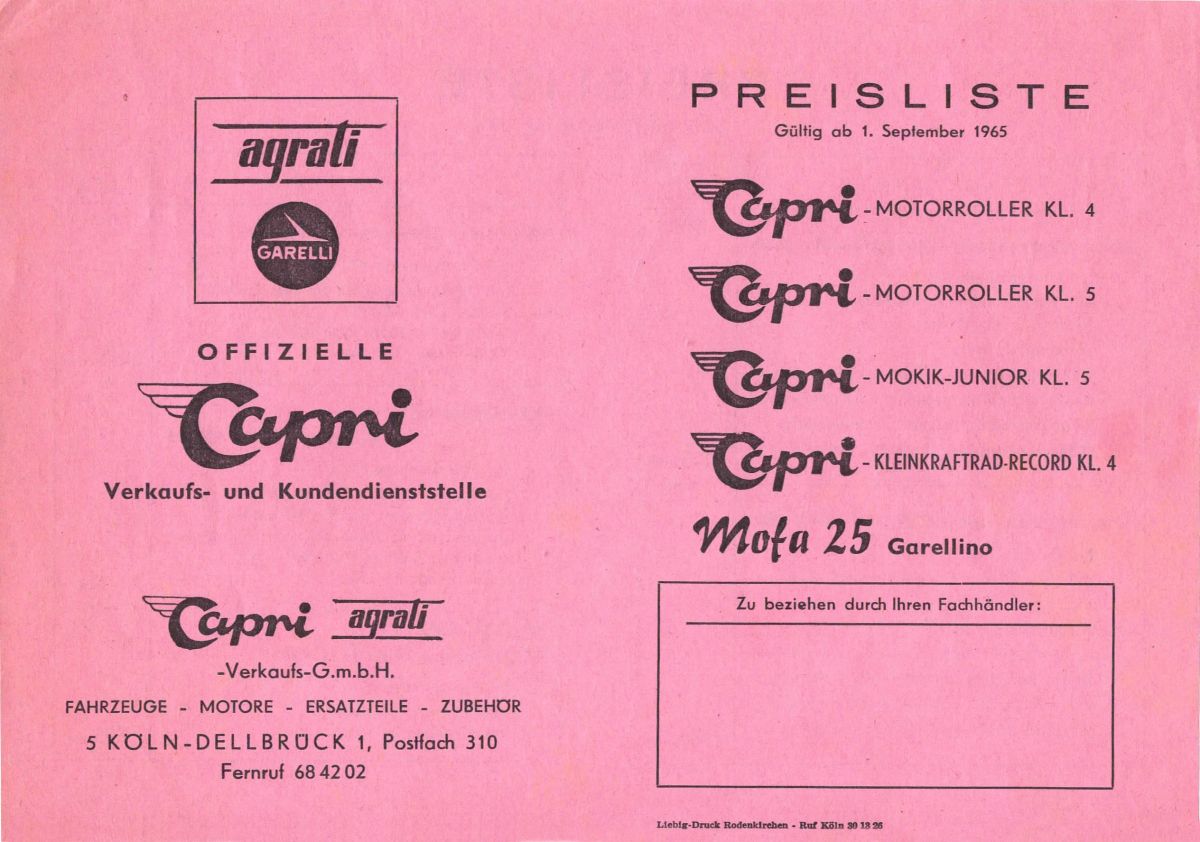 agrati
GARELLI
OFFIZIELLE
Capri
Verkaufs- und Kundendienststelle
Capri agrati
-Verkaufs-G.m.b.H.
FAHRZEUGE - MOTORE - ERSATZTEILE - ZUBEHÖR
5 KÖLN-DELLBRÜCK 1, Postfach 310
Fernruf 68 42 02
PREISLISTE
Gültig ab 1. September 1965
Capri - MOTORROLLER KL. 4
Capri - MOTORROLLER KL. 5
Capri - MOKIK-JUNIOR KL. 5
Capri - KLEINKRAFTRAD-RECORD KL. 4
Mofa 25 Garellino
Zu beziehen durch Ihren Fachhändler:
Liebig-Druck Rodenkirchen - Ruf Köln 30 13 26